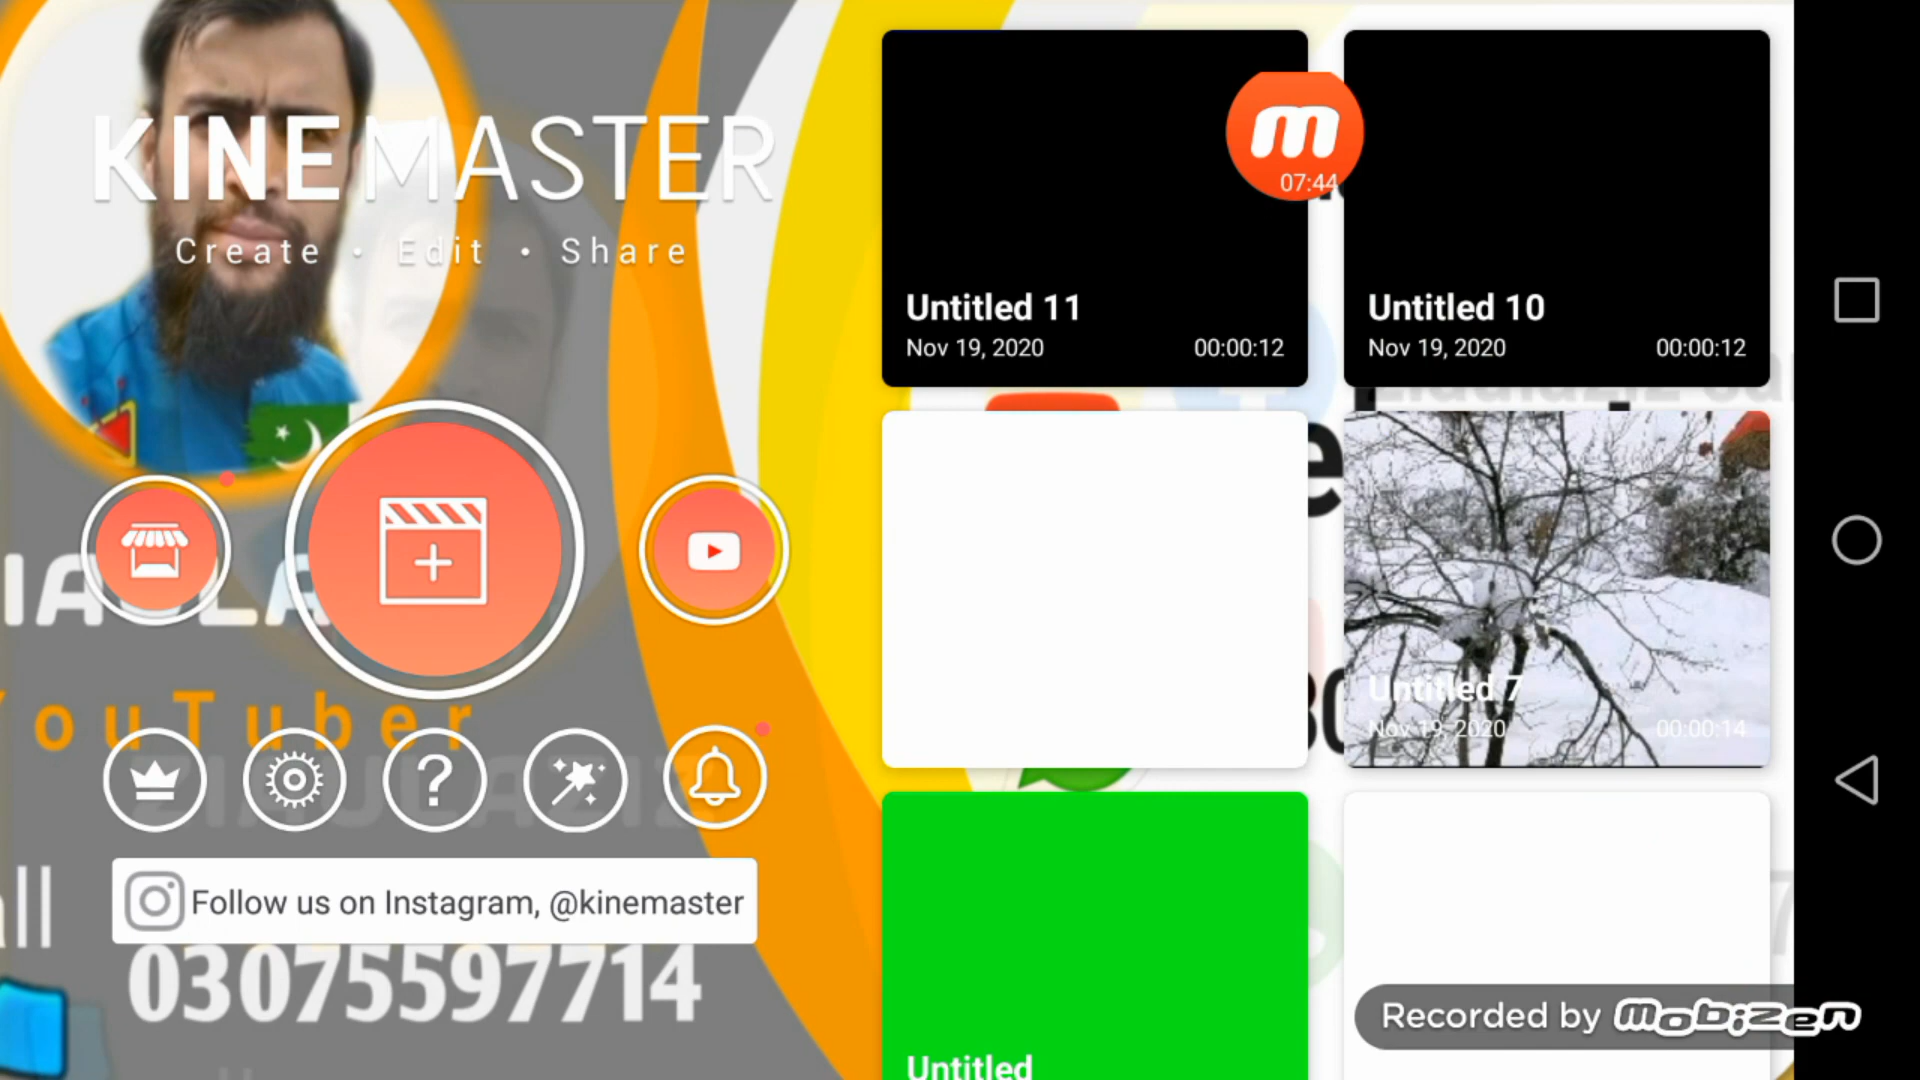 KINEMASTER
Create • Edit • Share
YouTuber
Follow us on Instagram, @kinemaster
03075597714
Untitled 11
Nov 19, 2020
00:00:12
Untitled 10
Nov 19, 2020
00:00:12
m
07:44
Untitled 7
Nov 19, 2020
00:00:14
Untitled
Recorded by mobizen